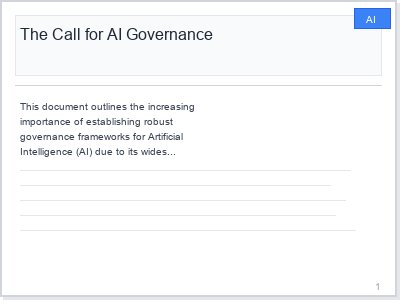 AI
The Call for AI Governance
This document outlines the increasing
importance of establishing robust
governance frameworks for Artificial
Intelligence (AI) due to its wides...
1